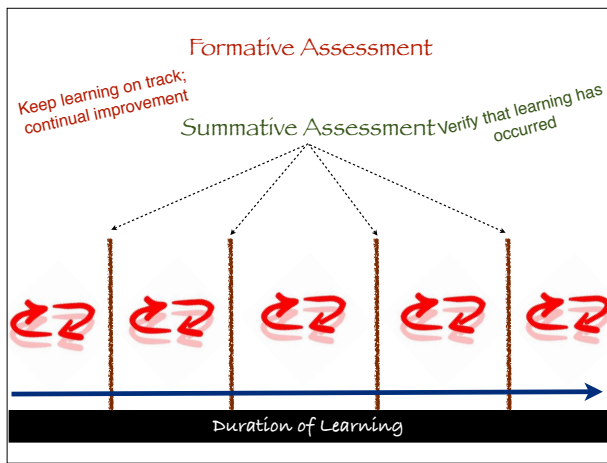 Formative Assessment
Keep learning on track;
continual improvement
Summative Assessment
Verify that learning has
occurred
Duration of Learning